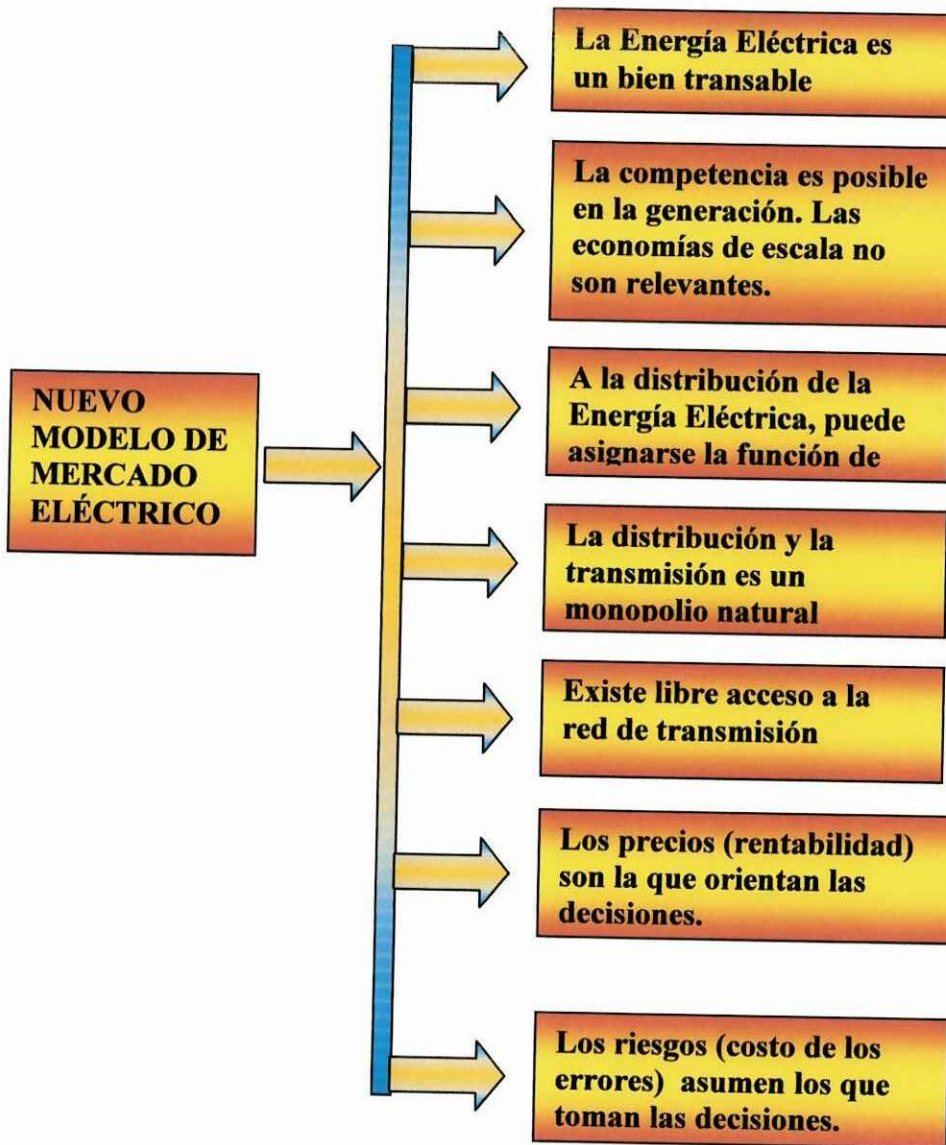 NUEVO
MODELO DE
MERCADO
ELÉCTRICO
La Energía Eléctrica es
un bien transable
La competencia es posible
en la generación. Las
economías de escala no
son relevantes.
A la distribución de la
Energía Eléctrica, puede
asignarse la función de
La distribución y la
transmisión es un
monopolio natural
Existe libre acceso a la
red de transmisión
Los precios (rentabilidad)
son la que orientan las
decisiones.
Los riesgos (costo de los
errores) asumen los que
toman las decisiones.